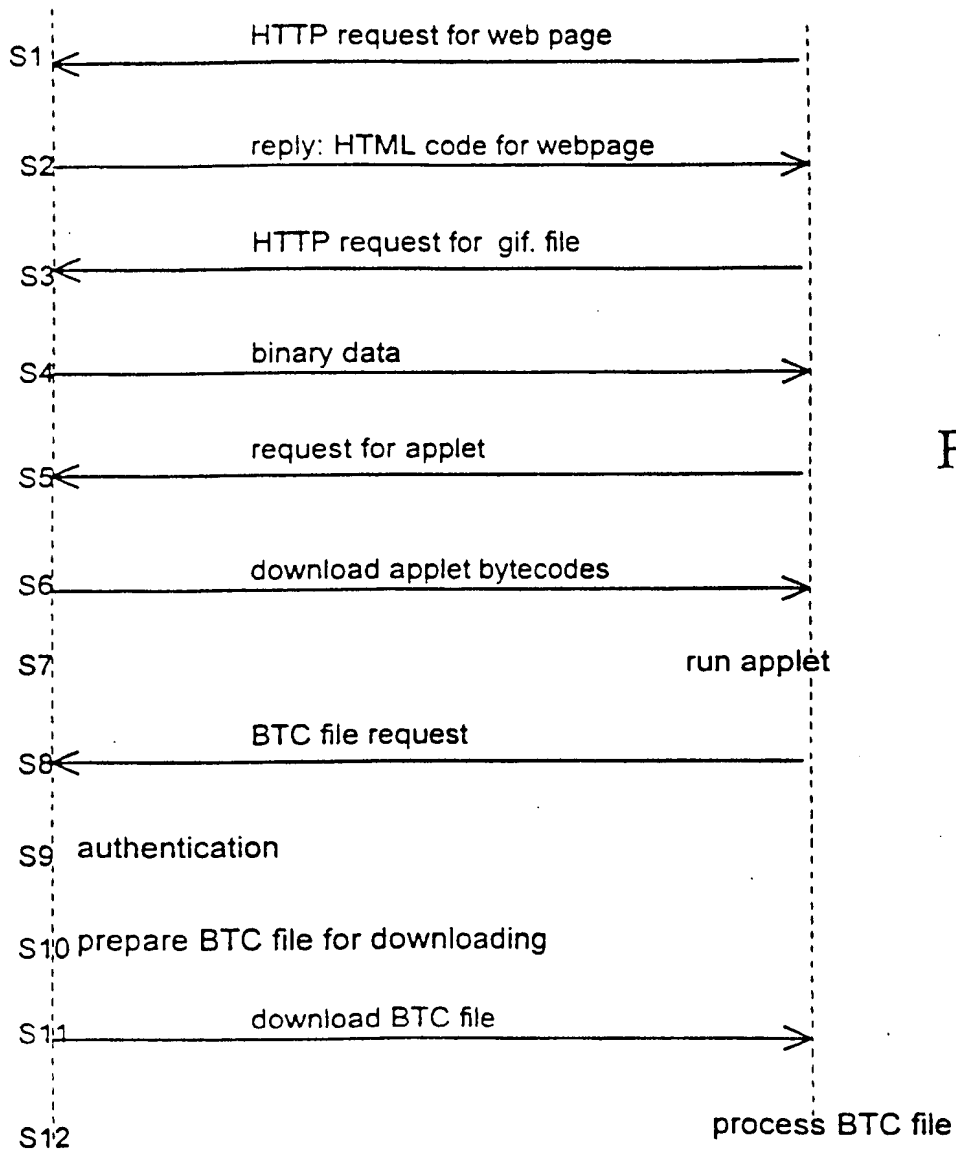 HTTP request for web page
S1
reply: HTML code for webpage
S2
HTTP request for gif. file
S3
binary data
S4
request for applet
S5
download applet bytecodes
S6
S7 run applet
BTC file request
S8
S9 authentication
S10 prepare BTC file for downloading
download BTC file
S11
S12 process BTC file